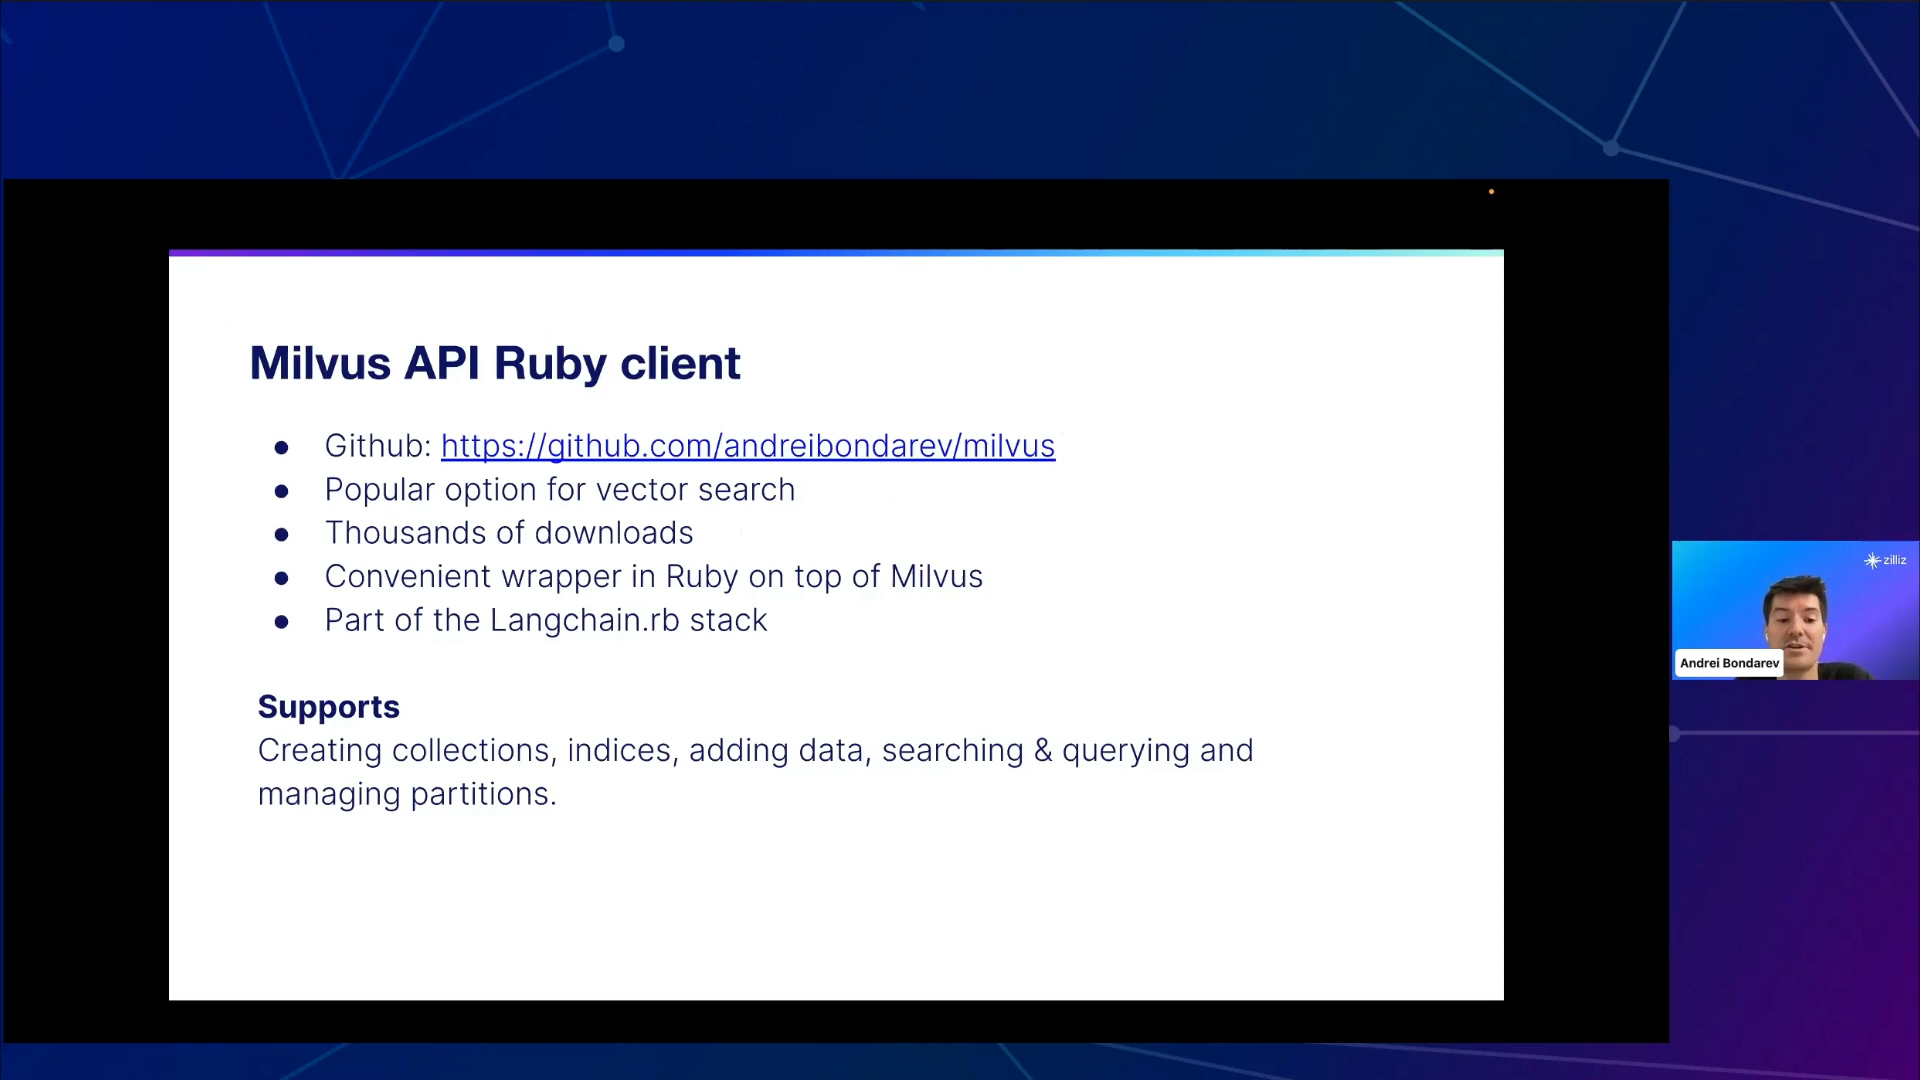 Milvus API Ruby client
● Github: https://github.com/andreibondarev/milvus
● Popular option for vector search
● Thousands of downloads
● Convenient wrapper in Ruby on top of Milvus
● Part of the Langchain.rb stack
Supports
Creating collections, indices, adding data, searching & querying and
managing partitions.
zilliz
Andrei Bondarev